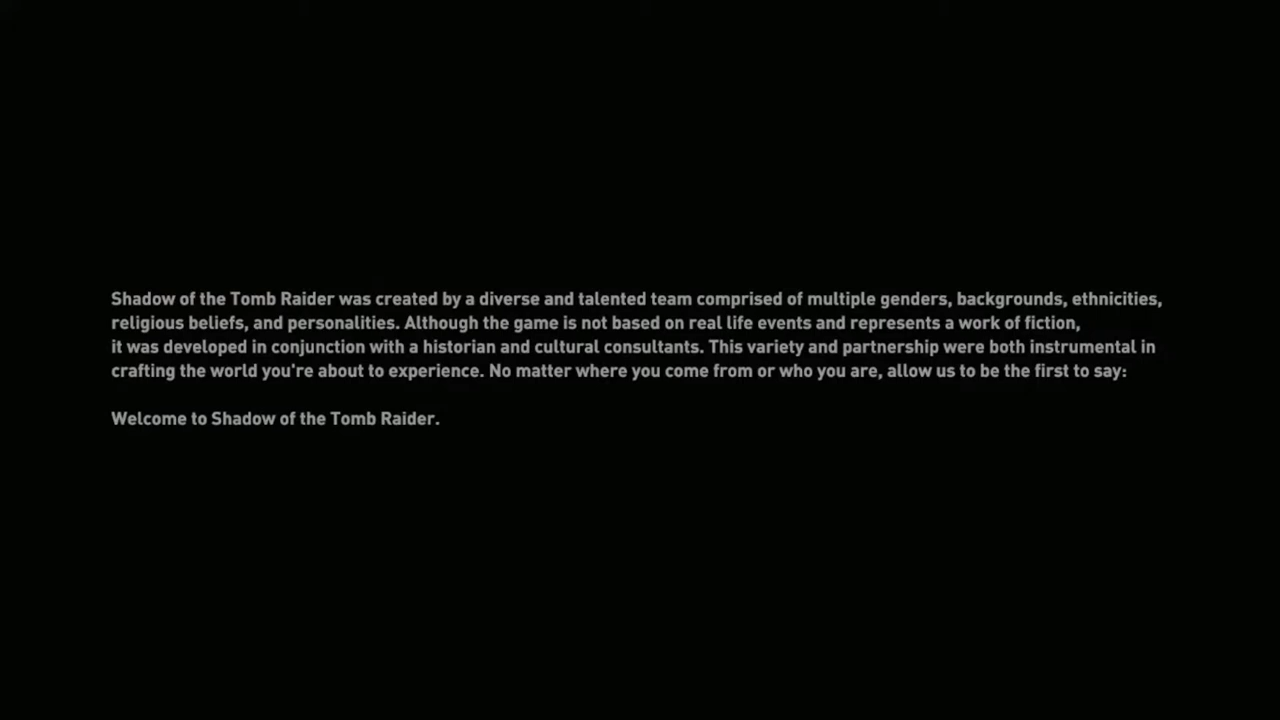 Shadow of the Tomb Raider was created by a diverse and talented team comprised of multiple genders, backgrounds, ethnicities,
religious beliefs, and personalities. Although the game is not based on real life events and represents a work of fiction,
it was developed in conjunction with a historian and cultural consultants. This variety and partnership were both instrumental in
crafting the world you're about to experience. No matter where you come from or who you are, allow us to be the first to say:
Welcome to Shadow of the Tomb Raider.